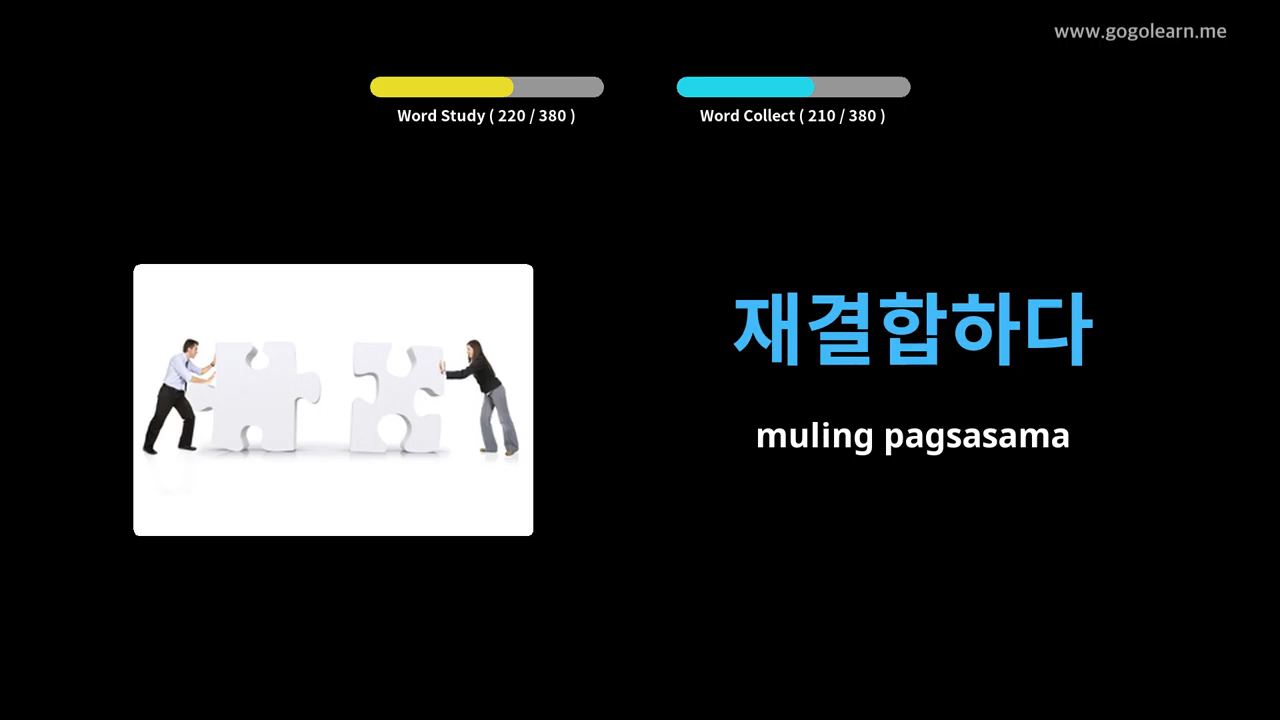 www.gogolearn.me
Word Study ( 220 / 380 )
Word Collect ( 210 / 380 )
재결합하다
muling pagsasama